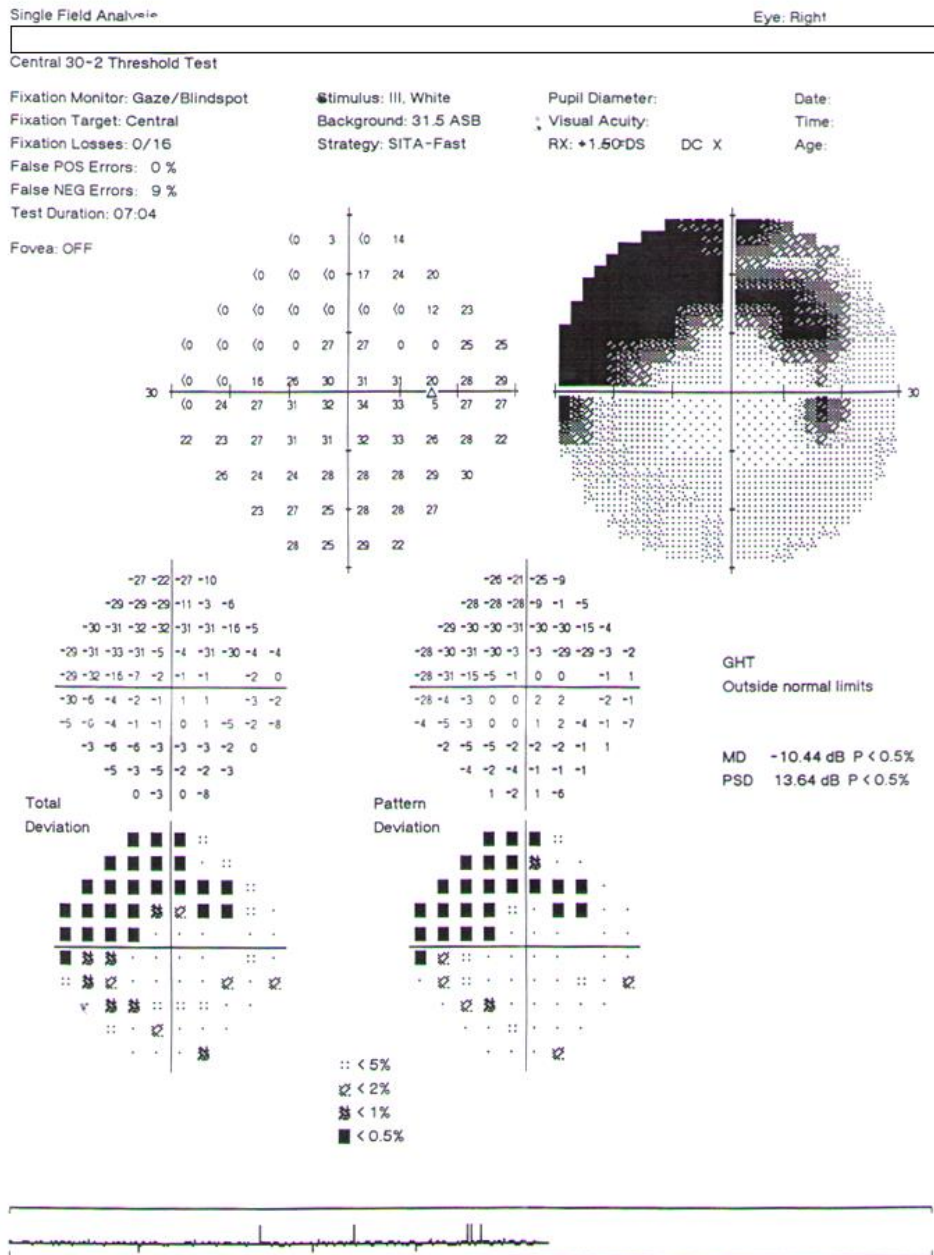 Single Field Analysis
Eye: Right
Central 30-2 Threshold Test
Fixation Monitor: Gaze/Blindspot
Fixation Target: Central
Fixation Losses: 0/16
False POS Errors: 0 %
False NEG Errors: 9 %
Test Duration: 07:04
Fovea: OFF
Stimulus: III, White
Background: 31.5 ASB
Strategy: SITA-Fast
Pupil Diameter:
Visual Acuity:
RX: +1.50 DS DC X
Date:
Time:
Age:
<0 3 <0 14
<0 <0 <0 17 24 20
<0 <0 <0 <0 <0 <0 12 23
<0 <0 <0 0 27 27 0 0 25 25
<0 <0 16 26 30 31 31 20 28 29
30 30
<0 24 27 31 32 34 33 5 27 27
22 23 27 31 31 32 33 26 28 22
26 24 24 28 28 28 29 30
23 27 25 28 28 27
28 25 29 22
-27 -22 -27 -10
-29 -29 -29 -11 -3 -6
-30 -31 -32 -32 -31 -31 -16 -5
-29 -31 -33 -31 -5 -4 -31 -30 -4 -4
-29 -32 -16 -7 -2 -1 -1 -2 0
-30 -6 -4 -2 -1 1 1 -3 -2
-5 -4 -1 -1 0 1 -5 -2 -8
-3 -6 -6 -3 -3 -3 -2 0
-5 -3 -5 -2 -2 -3
0 -3 0 -8
Total
Deviation
-26 -21 -25 -9
-28 -28 -28 -9 -1 -5
-29 -30 -30 -31 -30 -30 -15 -4
-28 -30 -31 -30 -3 -3 -29 -29 -3 -2
-28 -31 -15 -5 -1 0 0 -1 1
-28 -4 -3 0 0 2 2 -2 -1
-4 -5 -3 0 0 1 2 -4 -1 -7
-2 -5 -5 -2 -2 -2 -1 1
-4 -2 -4 -1 -1 -1
1 -2 1 -6
Pattern
Deviation
GHT
Outside normal limits
MD -10.44 dB P < 0.5%
PSD 13.64 dB P < 0.5%
< 5%
< 2%
< 1%
< 0.5%